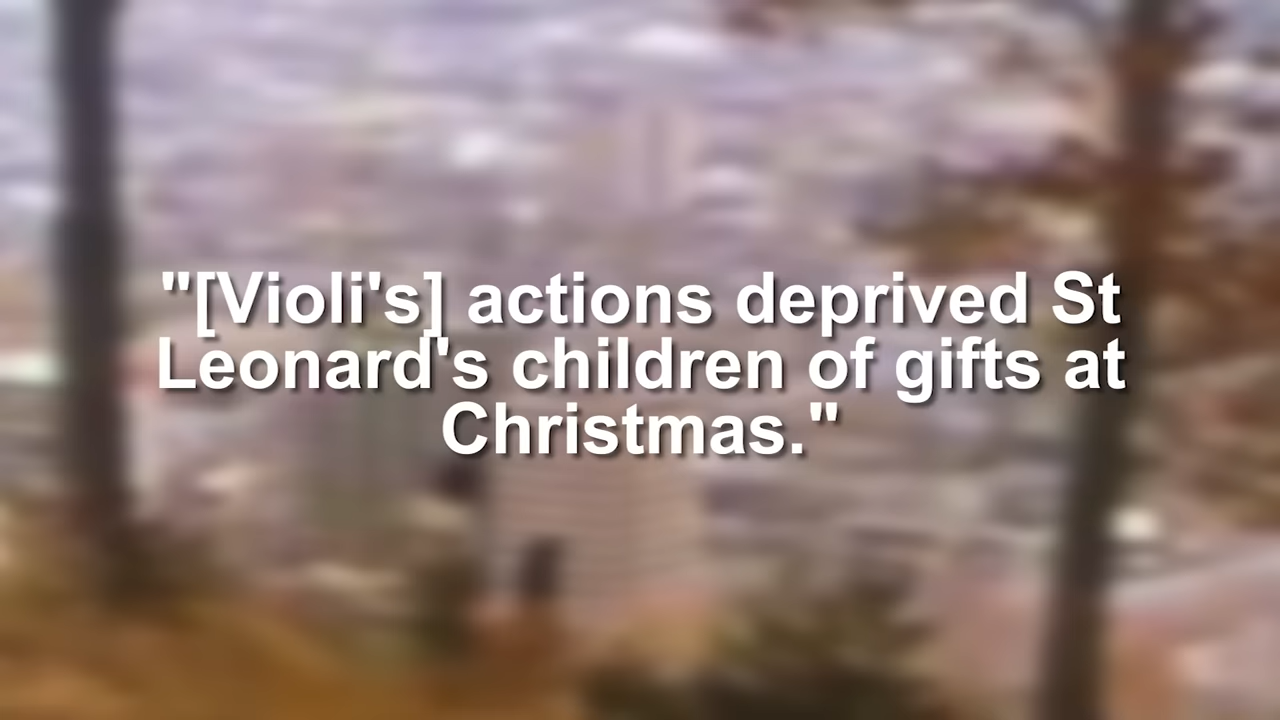 "[Violi's] actions deprived St
Leonard's children of gifts at
Christmas."